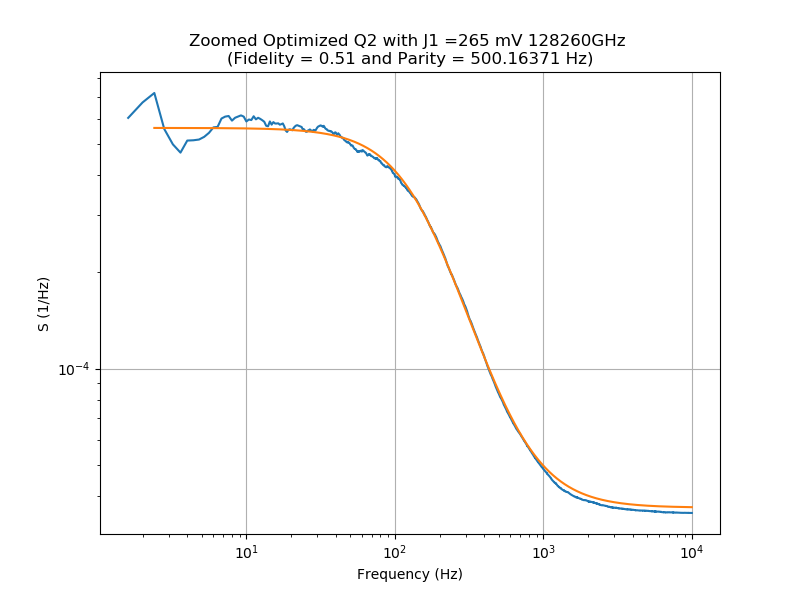 Zoomed Optimized Q2 with J1 =265 mV 128260GHz
(Fidelity = 0.51 and Parity = 500.16371 Hz)
S (1/Hz)
10⁻⁴
10¹ 10² 10³ 10⁴
Frequency (Hz)